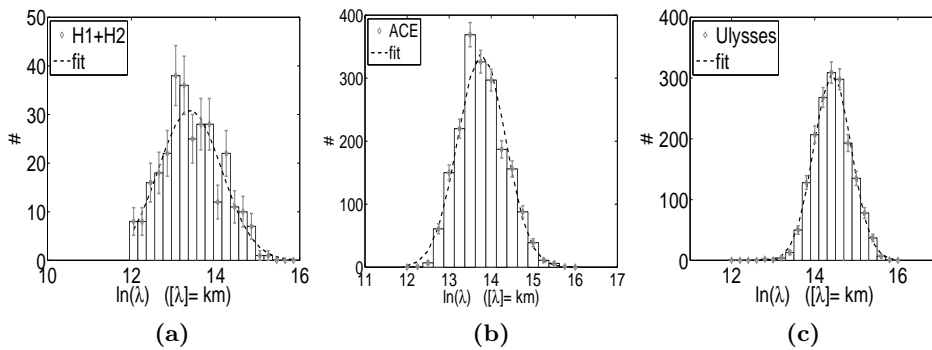 H1+H2
fit
#
50
40
30
20
10
0
10
12
14
16
ln(λ) ([λ]= km)
(a)
ACE
fit
#
400
300
200
100
0
11
12
13
14
15
16
17
ln(λ) ([λ]= km)
(b)
Ulysses
fit
#
400
300
200
100
0
12
14
16
ln(λ) ([λ]= km)
(c)